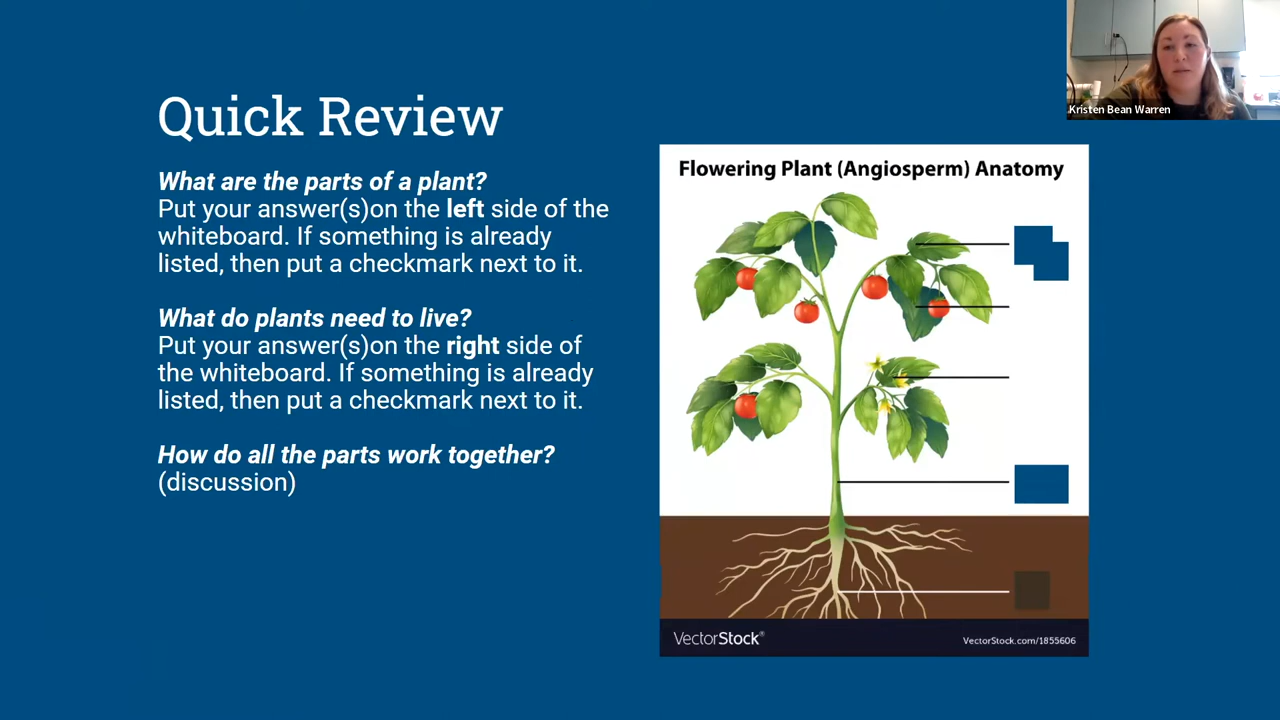 Kristen Bean Warren
Quick Review
What are the parts of a plant?
Put your answer(s)on the left side of the
whiteboard. If something is already
listed, then put a checkmark next to it.
What do plants need to live?
Put your answer(s)on the right side of
the whiteboard. If something is already
listed, then put a checkmark next to it.
How do all the parts work together?
(discussion)
Flowering Plant (Angiosperm) Anatomy
VectorStock®
VectorStock.com/1855606